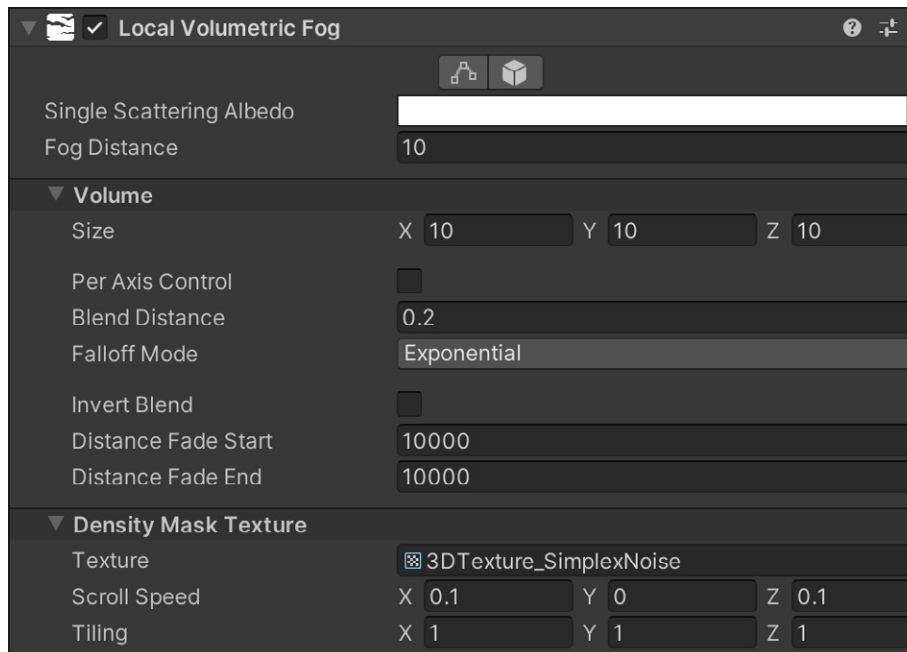 Local Volumetric Fog
Single Scattering Albedo
Fog Distance 10
Volume
Size X 10 Y 10 Z 10
Per Axis Control
Blend Distance 0.2
Falloff Mode Exponential
Invert Blend
Distance Fade Start 10000
Distance Fade End 10000
Density Mask Texture
Texture 3DTexture_SimplexNoise
Scroll Speed X 0.1 Y 0 Z 0.1
Tiling X 1 Y 1 Z 1